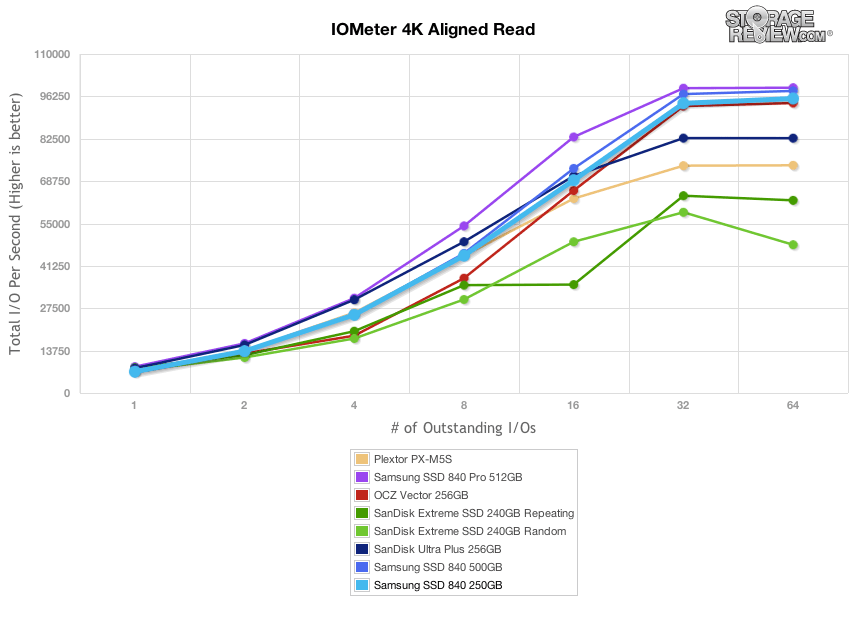 IOMeter 4K Aligned Read
STORAGE
REVIEW.COM®
Total I/O Per Second (Higher is better)
110000
96250
82500
68750
55000
41250
27500
13750
0
1 2 4 8 16 32 64
# of Outstanding I/Os
Plextor PX-M5S
Samsung SSD 840 Pro 512GB
OCZ Vector 256GB
SanDisk Extreme SSD 240GB Repeating
SanDisk Extreme SSD 240GB Random
SanDisk Ultra Plus 256GB
Samsung SSD 840 500GB
Samsung SSD 840 250GB